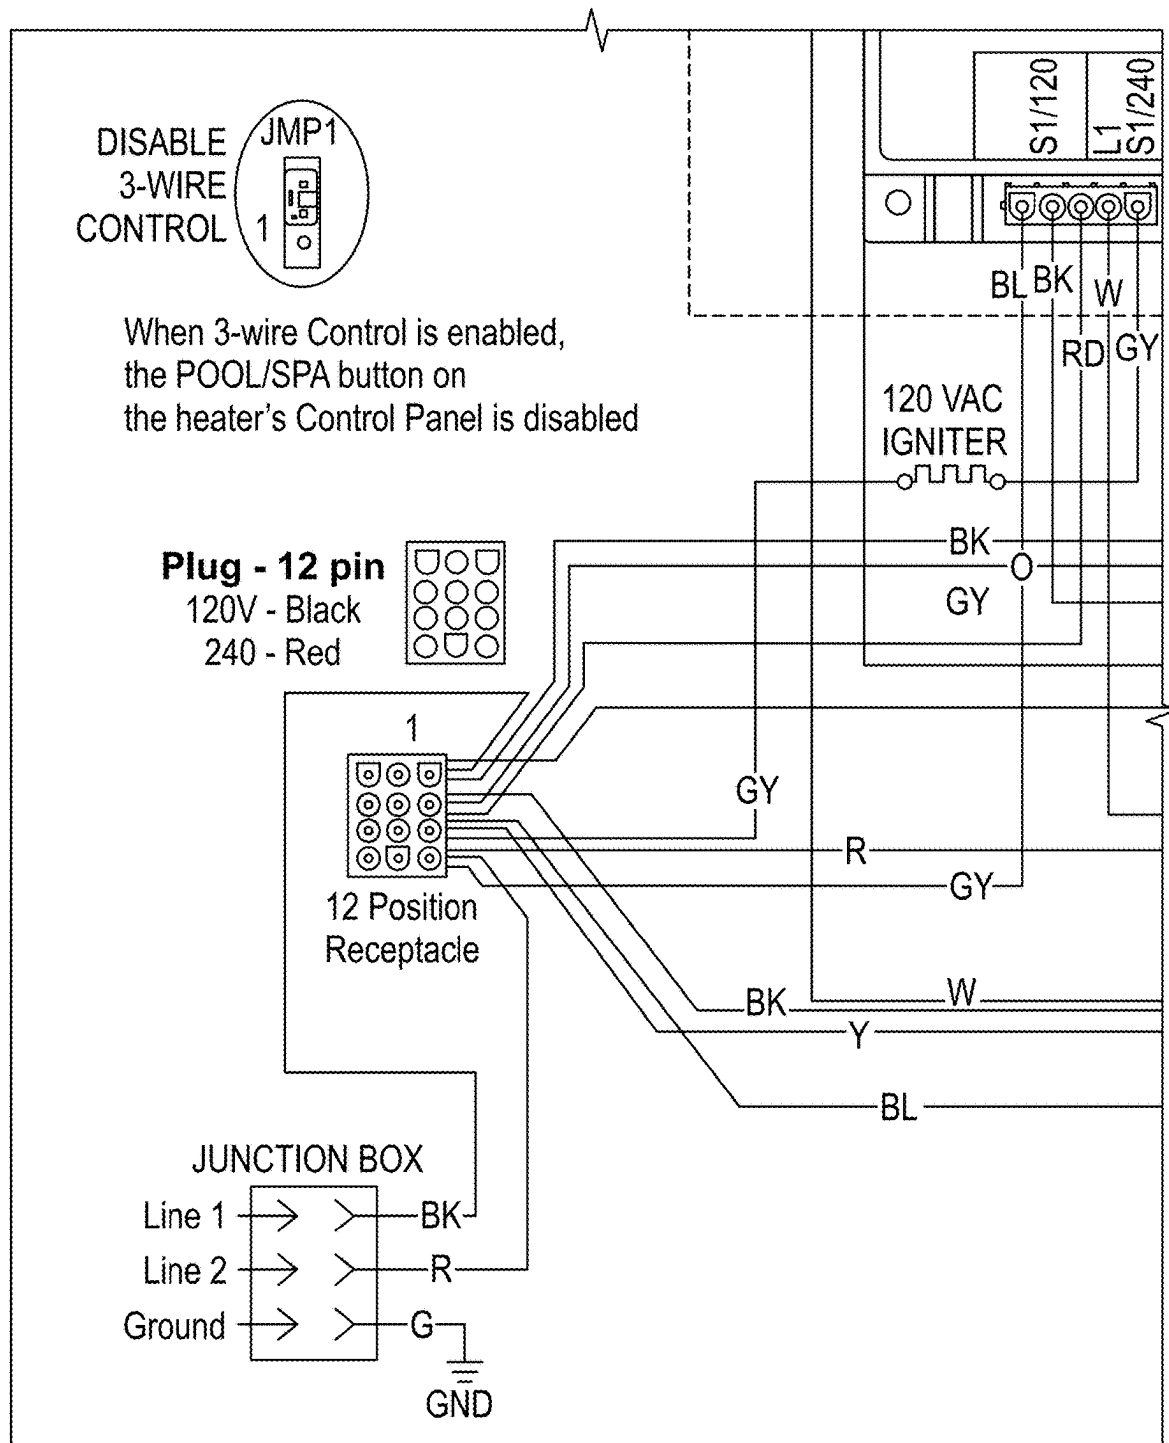 DISABLE
3-WIRE
CONTROL
JMP1
1
When 3-wire Control is enabled,
the POOL/SPA button on
the heater's Control Panel is disabled
S1/120
L1
S1/240
BL
BK
W
RD
GY
120 VAC
IGNITER
BK
O
GY
Plug - 12 pin
120V - Black
240 - Red
1
GY
R
GY
12 Position
Receptacle
W
BK
Y
BL
JUNCTION BOX
Line 1
BK
Line 2
R
Ground
G
GND